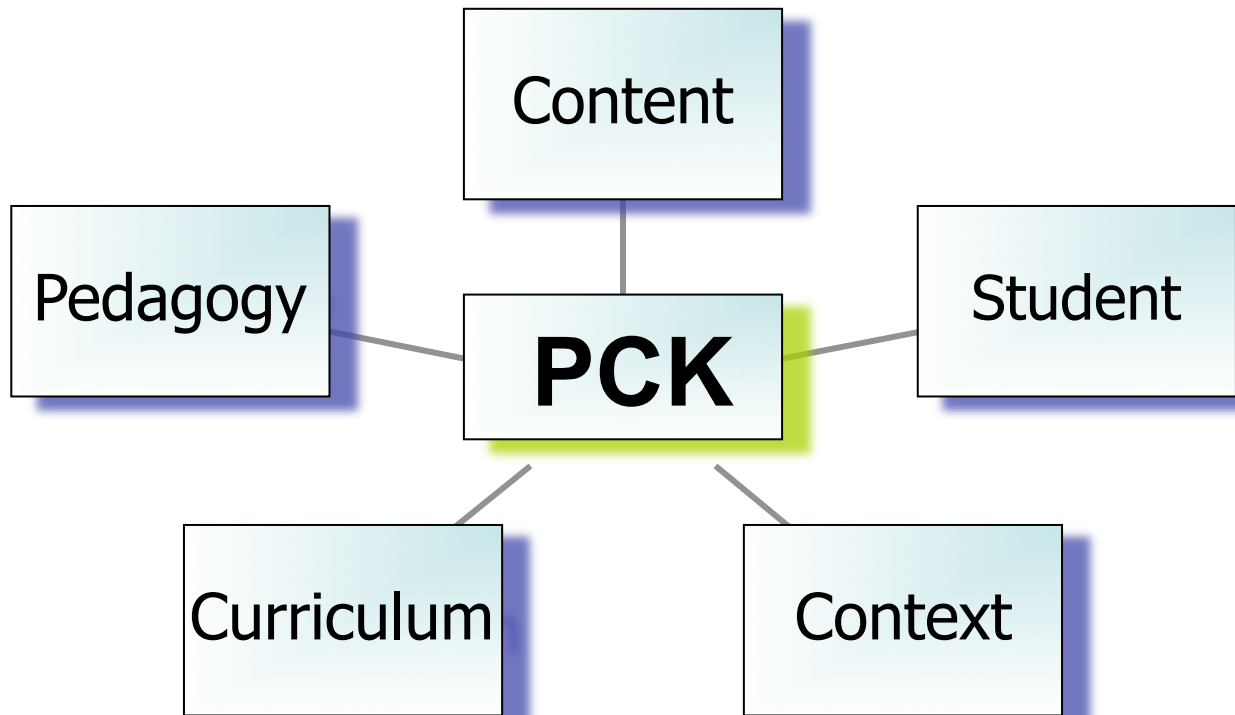 Content
Pedagogy
Student
PCK
Curriculum
Context